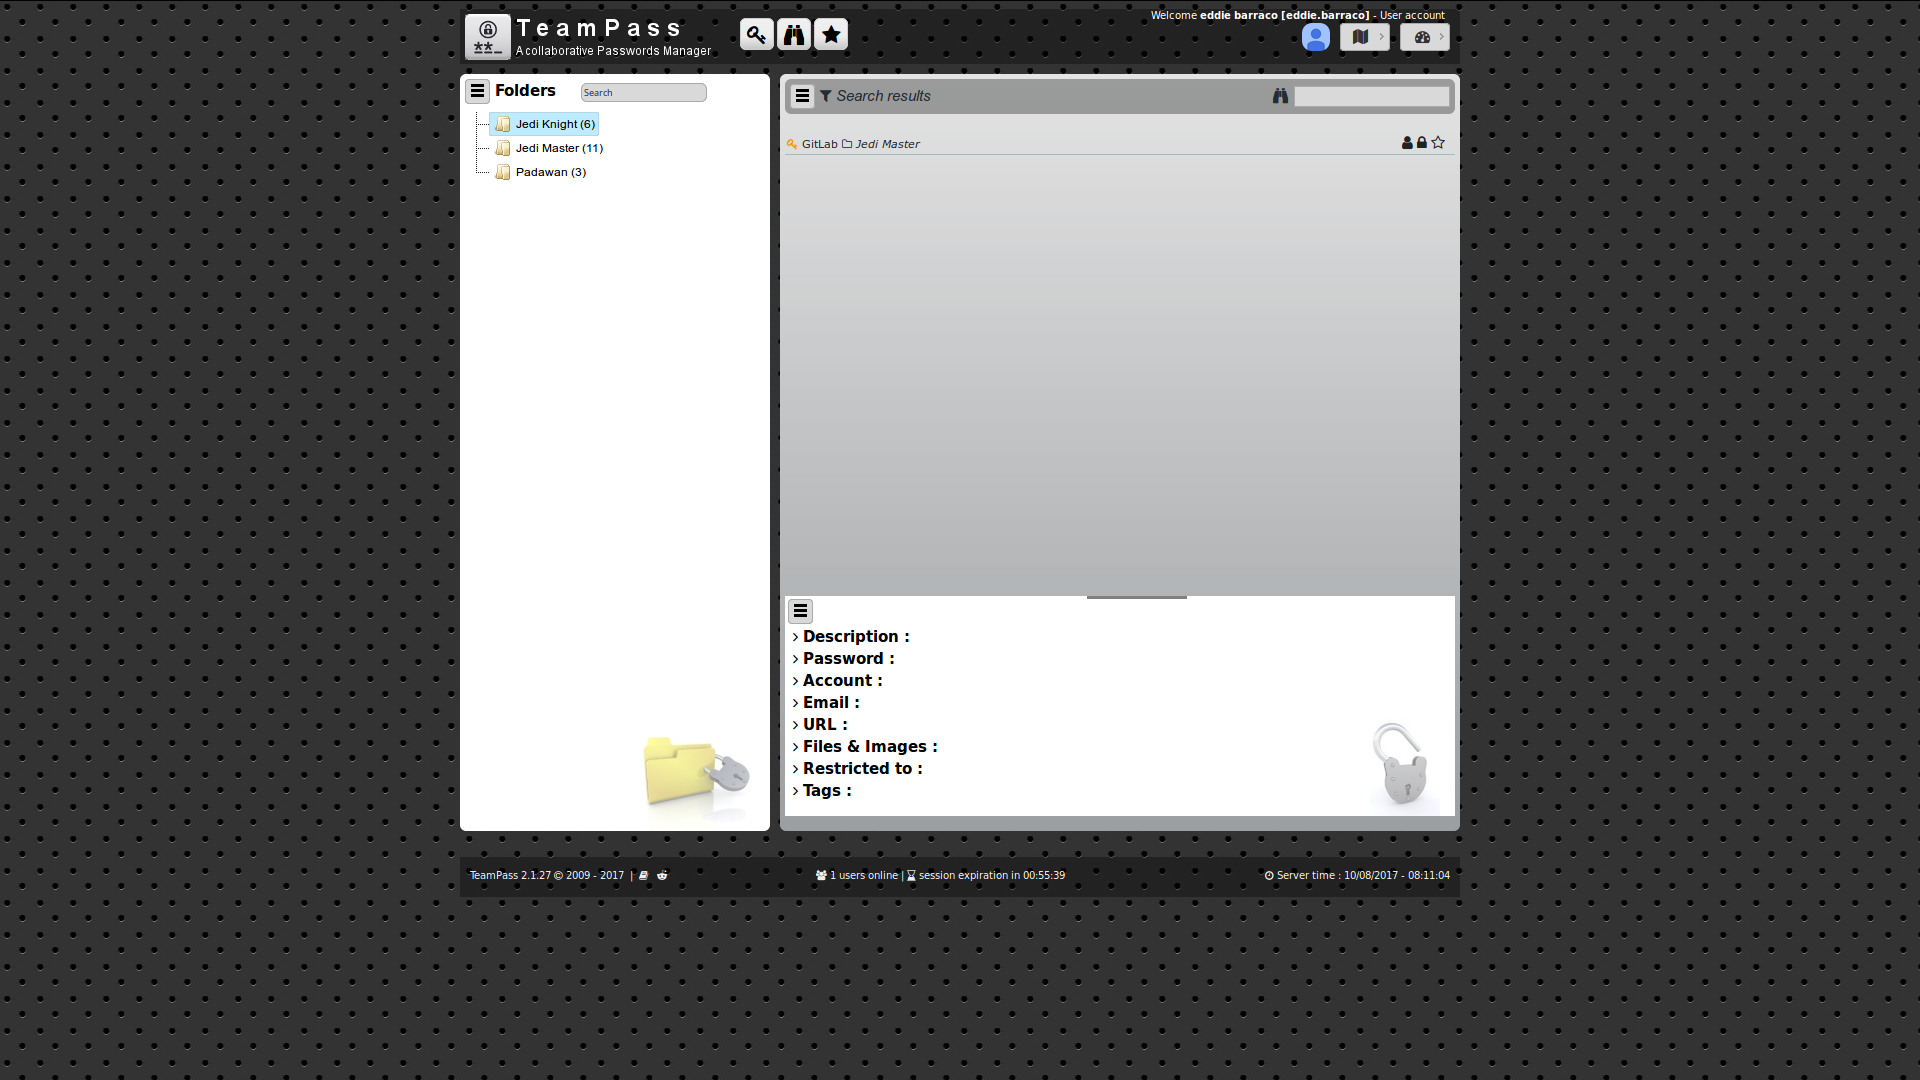 Welcome eddie barraco [eddie.barraco] - User account
TeamPass
A collaborative Passwords Manager
Folders
Search
Jedi Knight (6)
Jedi Master (11)
Padawan (3)
Search results
GitLab Jedi Master
Description :
Password :
Account :
Email :
URL :
Files & Images :
Restricted to :
Tags :
TeamPass 2.1.27 © 2009 - 2017 |
1 users online | session expiration in 00:55:39
Server time : 10/08/2017 - 08:11:04